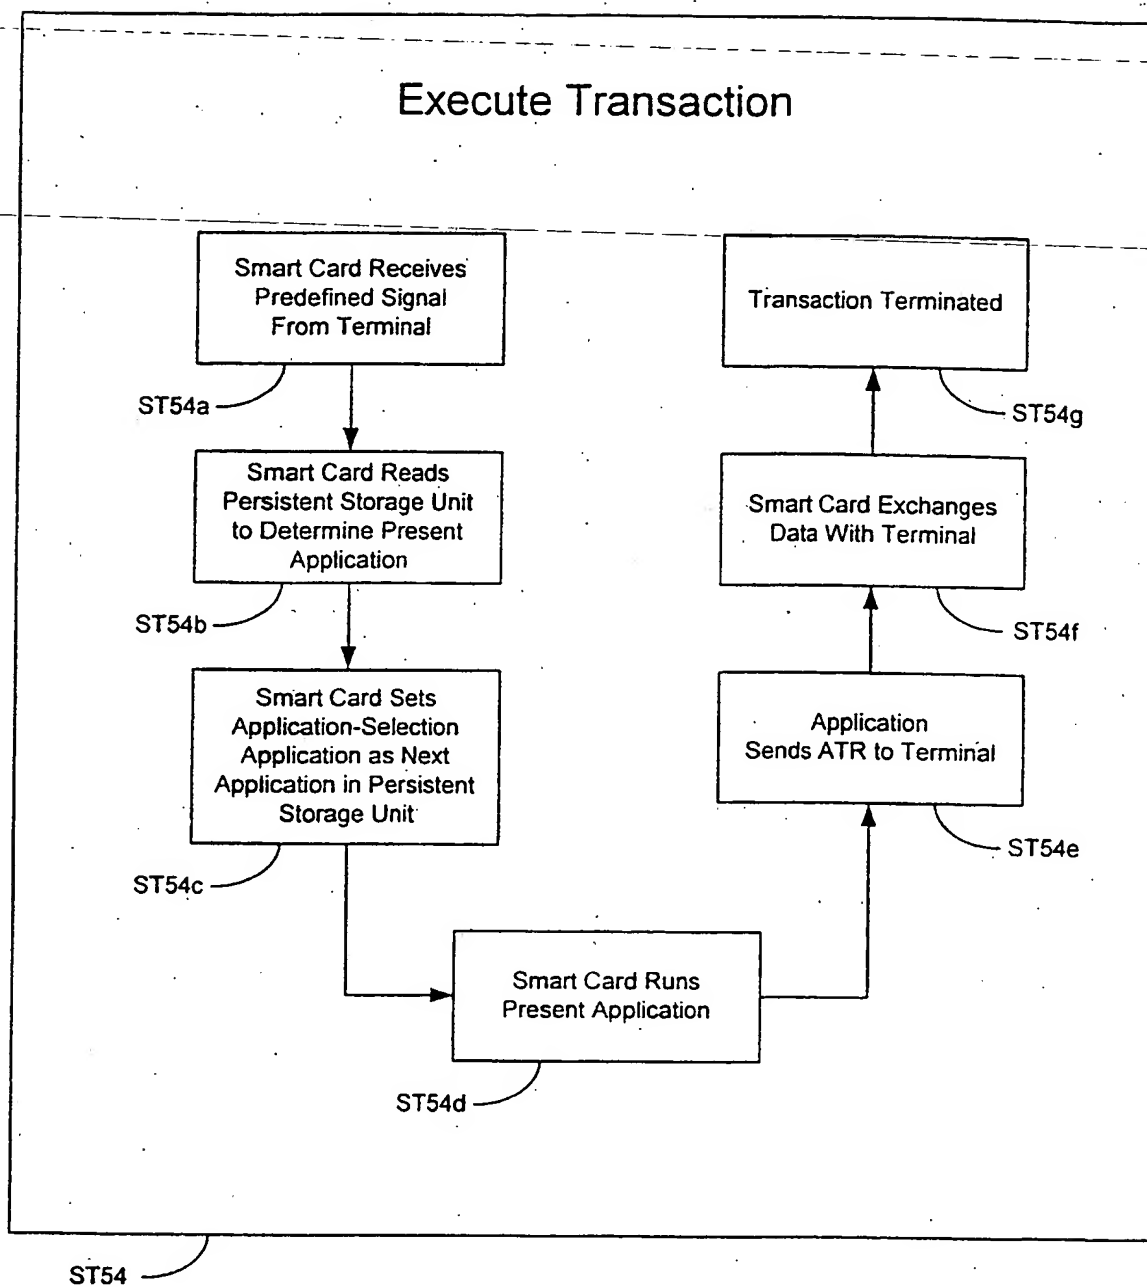 Execute Transaction
Smart Card Receives
Predefined Signal
From Terminal
ST54a
Smart Card Reads
Persistent Storage Unit
to Determine Present
Application
ST54b
Smart Card Sets
Application-Selection
Application as Next
Application in Persistent
Storage Unit
ST54c
Smart Card Runs
Present Application
ST54d
Application
Sends ATR to Terminal
ST54e
Smart Card Exchanges
Data With Terminal
ST54f
Transaction Terminated
ST54g
ST54